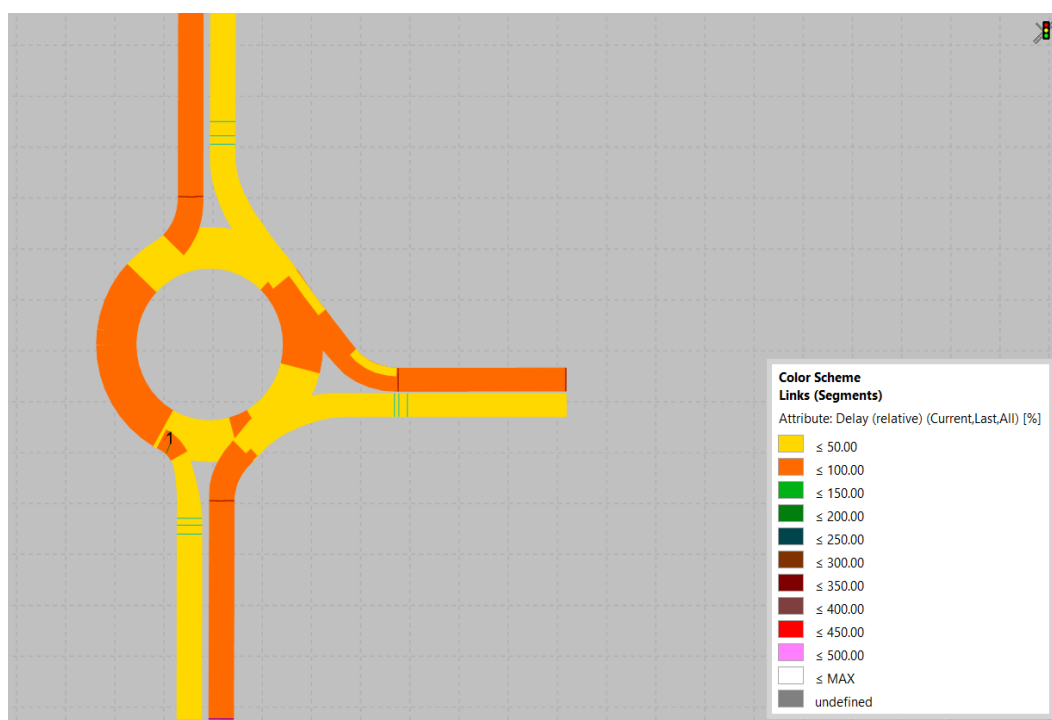 1
Color Scheme
Links (Segments)
Attribute: Delay (relative) (Current,Last,All) [%]
≤ 50.00
≤ 100.00
≤ 150.00
≤ 200.00
≤ 250.00
≤ 300.00
≤ 350.00
≤ 400.00
≤ 450.00
≤ 500.00
≤ MAX
undefined